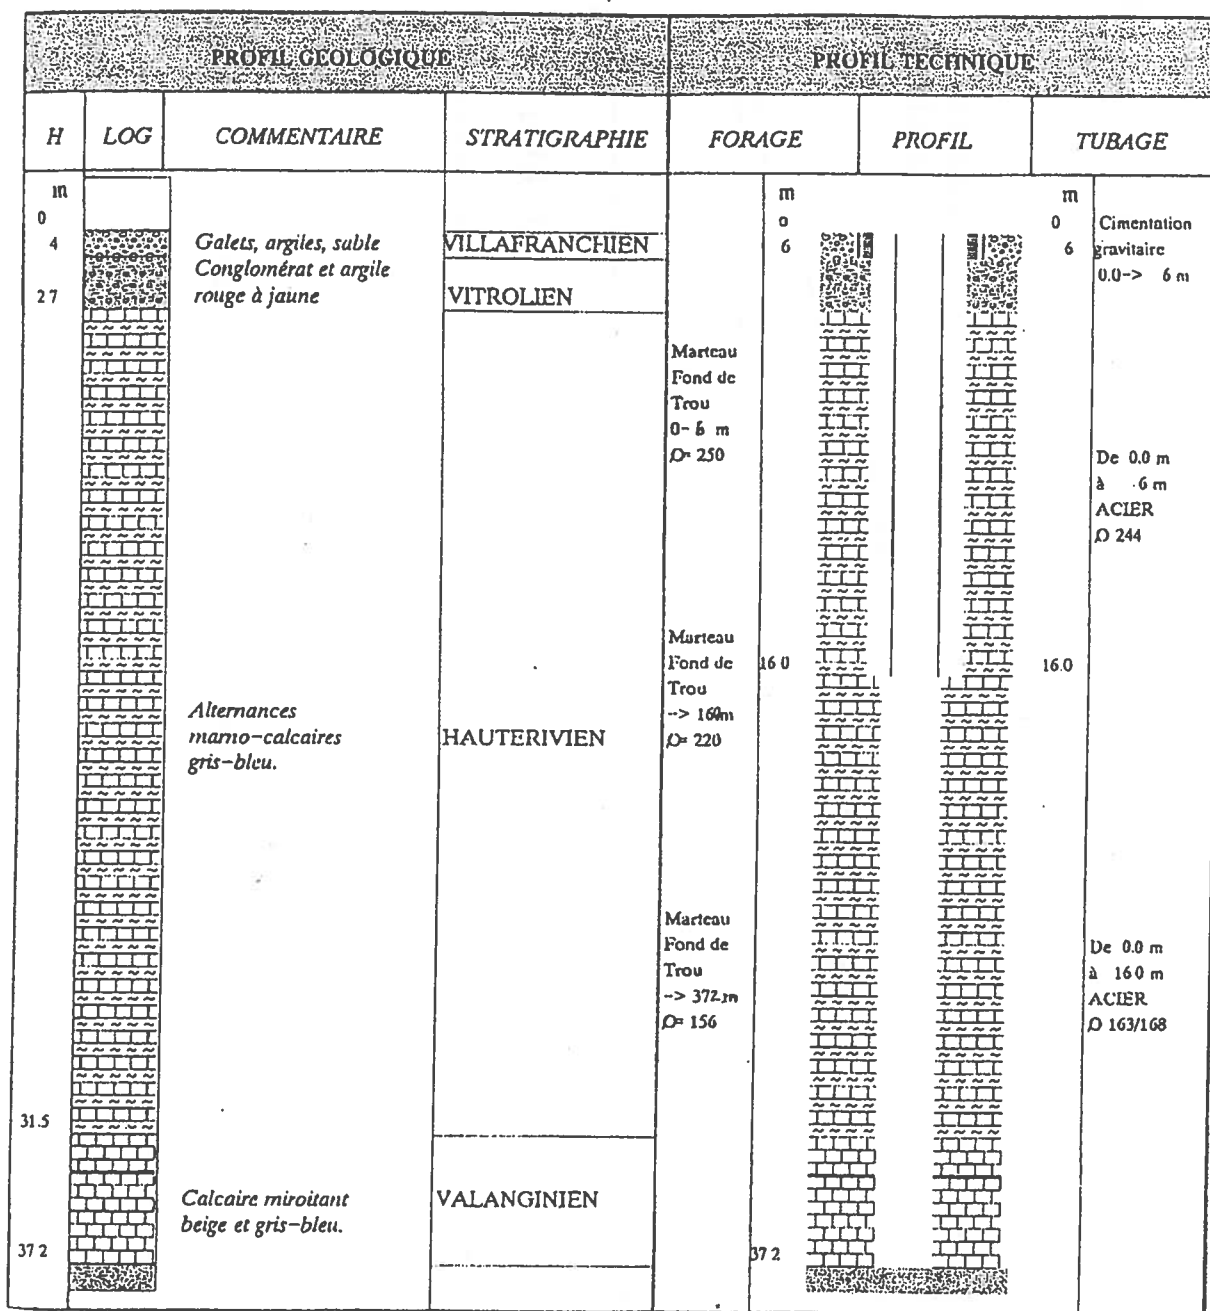 PROFIL GEOLOGIQUE
PROFIL TECHNIQUE
H
LOG
COMMENTAIRE
STRATIGRAPHIE
FORAGE
PROFIL
TUBAGE
m
0
4
27
31.5
37 2
Galets, argiles, sable
Conglomérat et argile
rouge à jaune
Alternances
marno-calcaires
gris-bleu.
Calcaire miroitant
beige et gris-bleu.
VILLAFRANCHIEN
VITROLIEN
HAUTERIVIEN
VALANGINIEN
Marteau
Fond de
Trou
0- 6 m
Ø= 250
Marteau
Fond de
Trou
--> 160m
Ø= 220
Marteau
Fond de
Trou
-> 372 m
Ø= 156
m
0
6
16 0
37 2
m
0
6
16.0
Cimentation
gravitaire
0.0-> 6 m
De 0.0 m
à 6 m
ACIER
Ø 244
De 0.0 m
à 16 0 m
ACIER
Ø 163/168